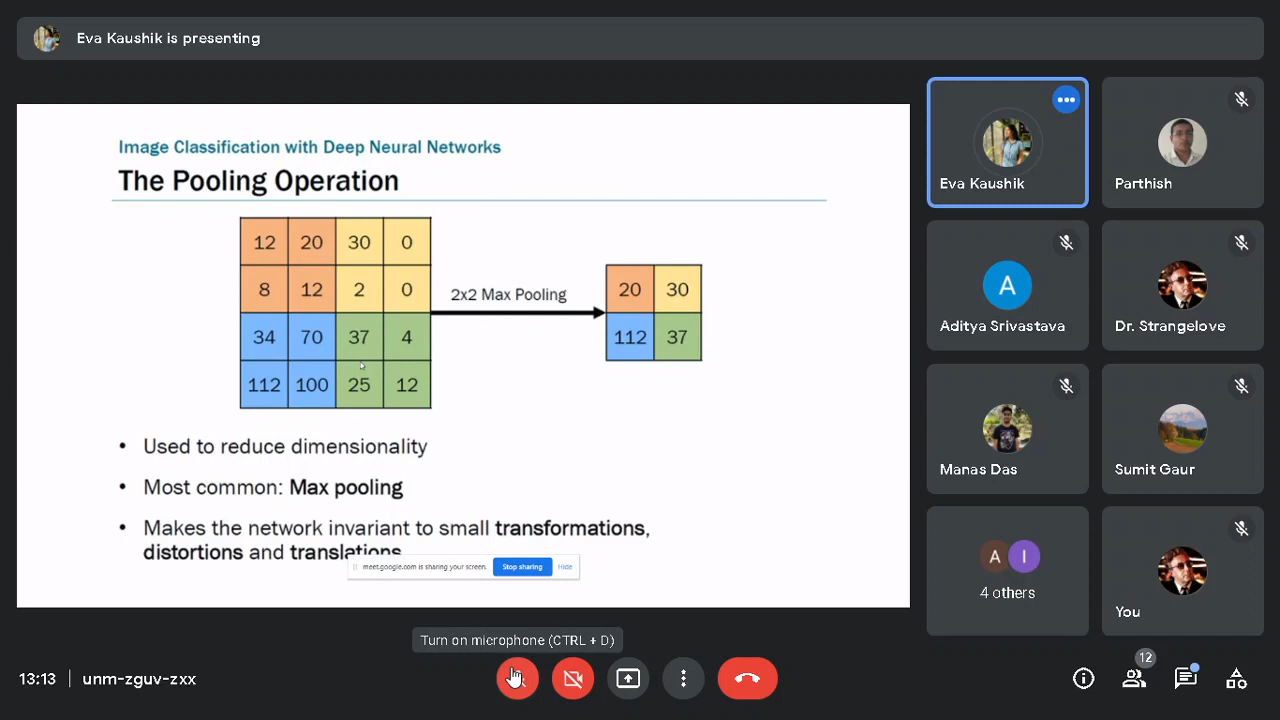 Eva Kaushik is presenting
Image Classification with Deep Neural Networks
The Pooling Operation
12 20 30 0
8 12 2 0
34 70 37 4
112 100 25 12
2x2 Max Pooling
20 30
112 37
• Used to reduce dimensionality
• Most common: Max pooling
• Makes the network invariant to small transformations,
distortions and translations.
meet.google.com is sharing your screen. Stop sharing Hide
Eva Kaushik
Parthish
A
Aditya Srivastava
Dr. Strangelove
Manas Das
Sumit Gaur
A I
4 others
You
Turn on microphone (CTRL + D)
13:13 | unm-zguv-zxx
12